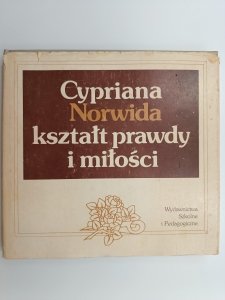 Cypriana
Norwida
kształt prawdy
i miłości
Wydawnictwa
Szkolne
i Pedagogiczne